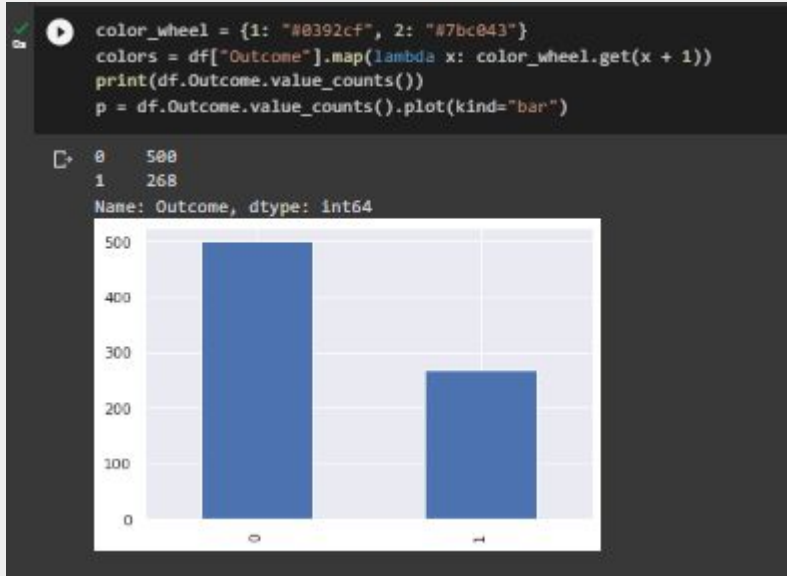 color_wheel = {1: "#0392cf", 2: "#7bc043"}
colors = df["Outcome"].map(lambda x: color_wheel.get(x + 1))
print(df.Outcome.value_counts())
p = df.Outcome.value_counts().plot(kind="bar")
0    500
1    268
Name: Outcome, dtype: int64
500
400
300
200
100
0
0 1